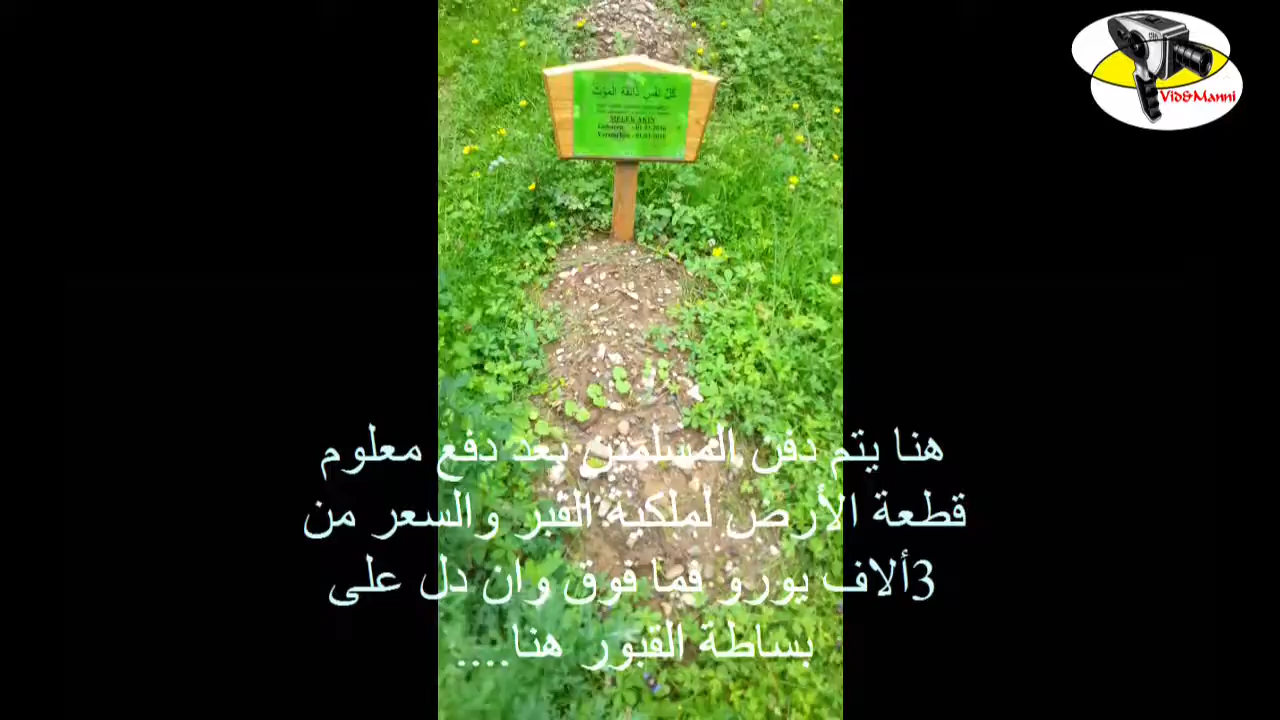 Vid&Manni
كل نفس ذائقة الموت
هنا يتم دفن المسلمين بعد دفع معلوم
قطعة الأرض لملكية القبر والسعر من
3ألاف يورو فما فوق وان دل على
بساطة القبور هنا....